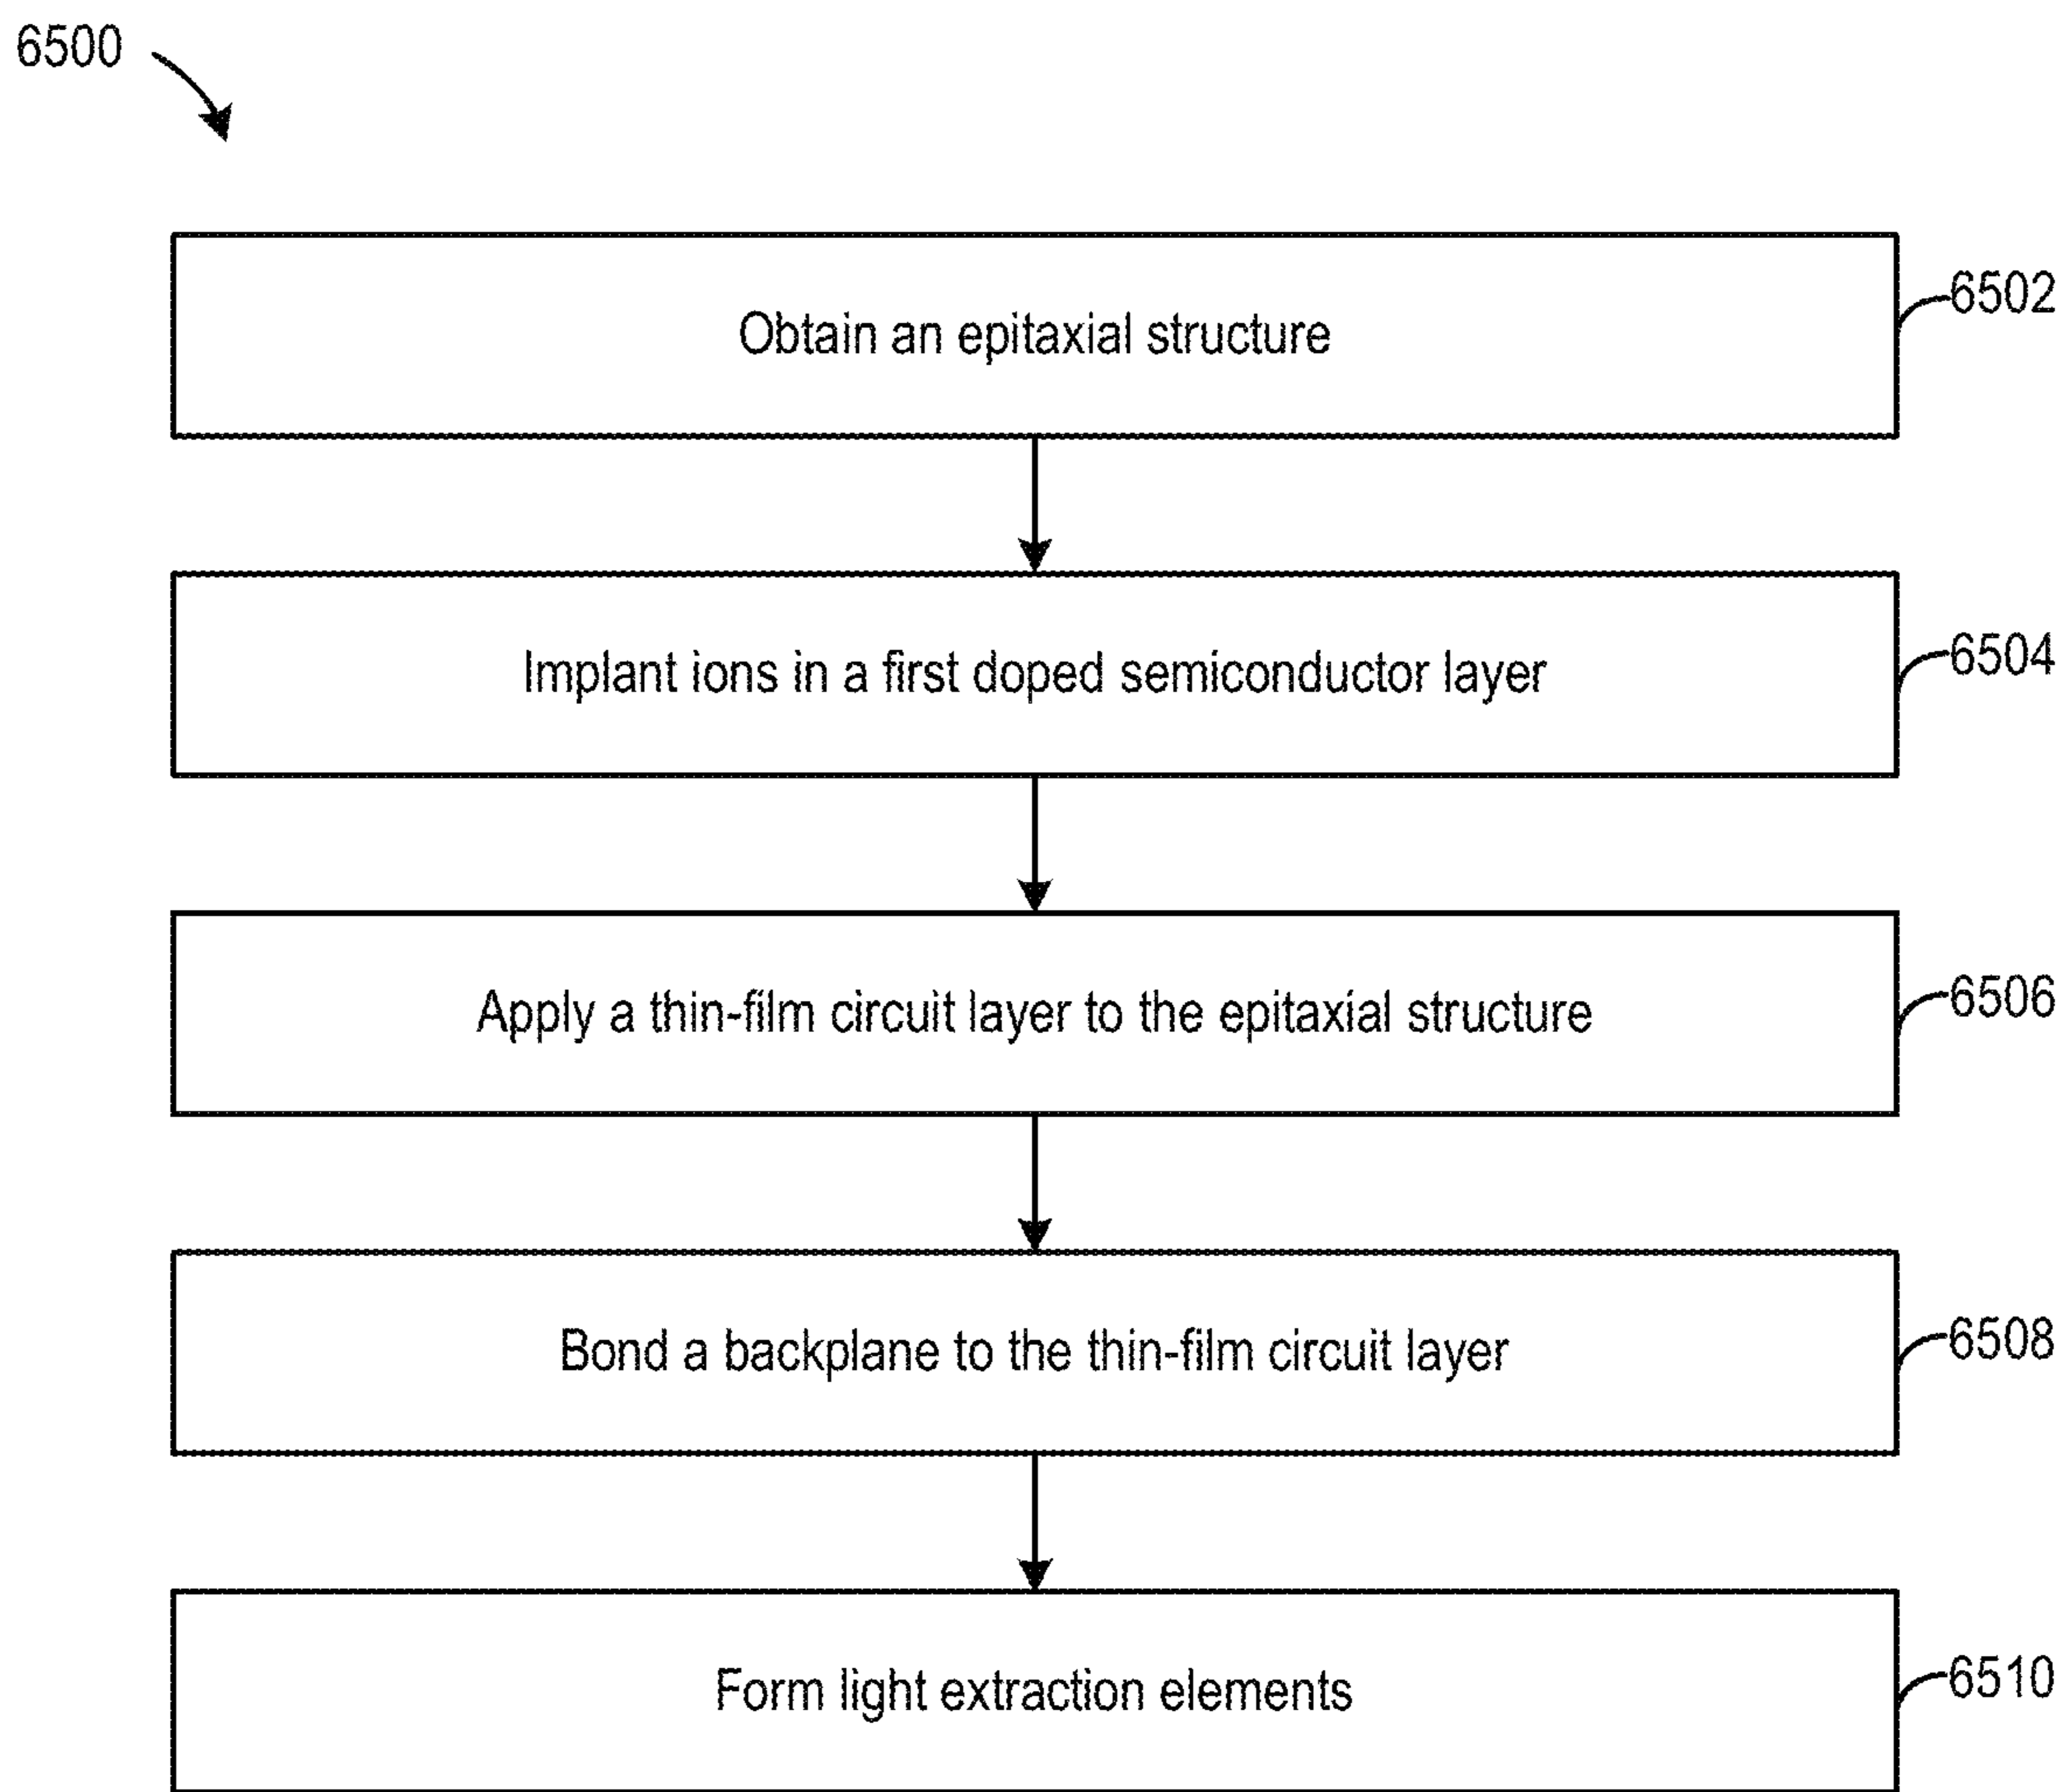 6500
Obtain an epitaxial structure
6502
Implant ions in a first doped semiconductor layer
6504
Apply a thin-film circuit layer to the epitaxial structure
6506
Bond a backplane to the thin-film circuit layer
6508
Form light extraction elements
6510